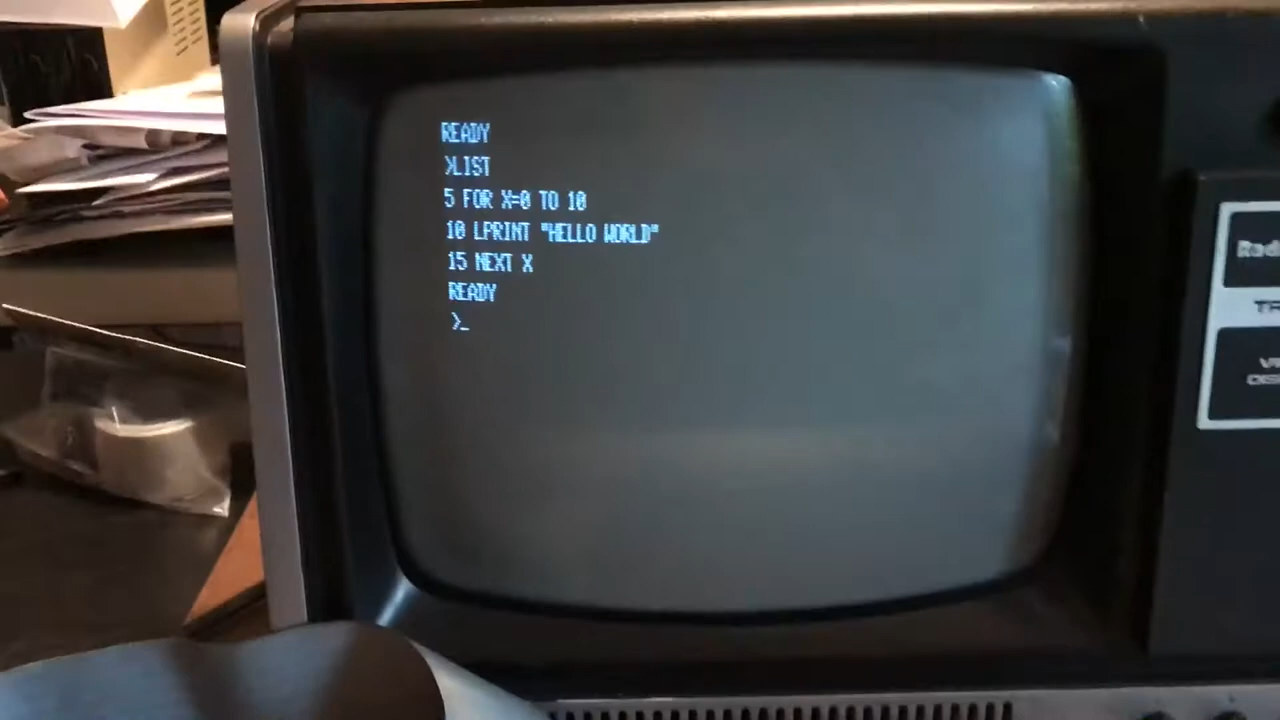 READY
>LIST
5 FOR X=0 TO 10
10 LPRINT "HELLO WORLD"
15 NEXT X
READY
>_